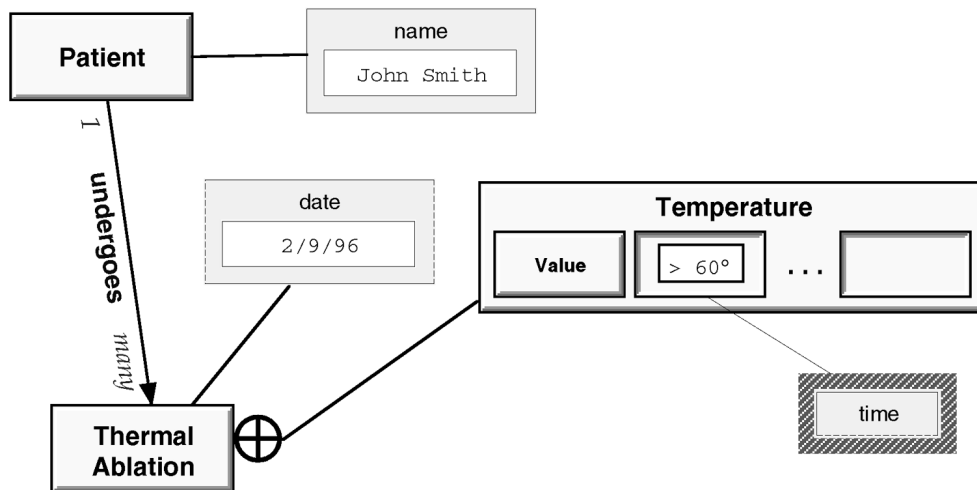 Patient
name
John Smith
1
undergoes
many
date
2/9/96
Temperature
Value
> 60°
...
time
Thermal
Ablation